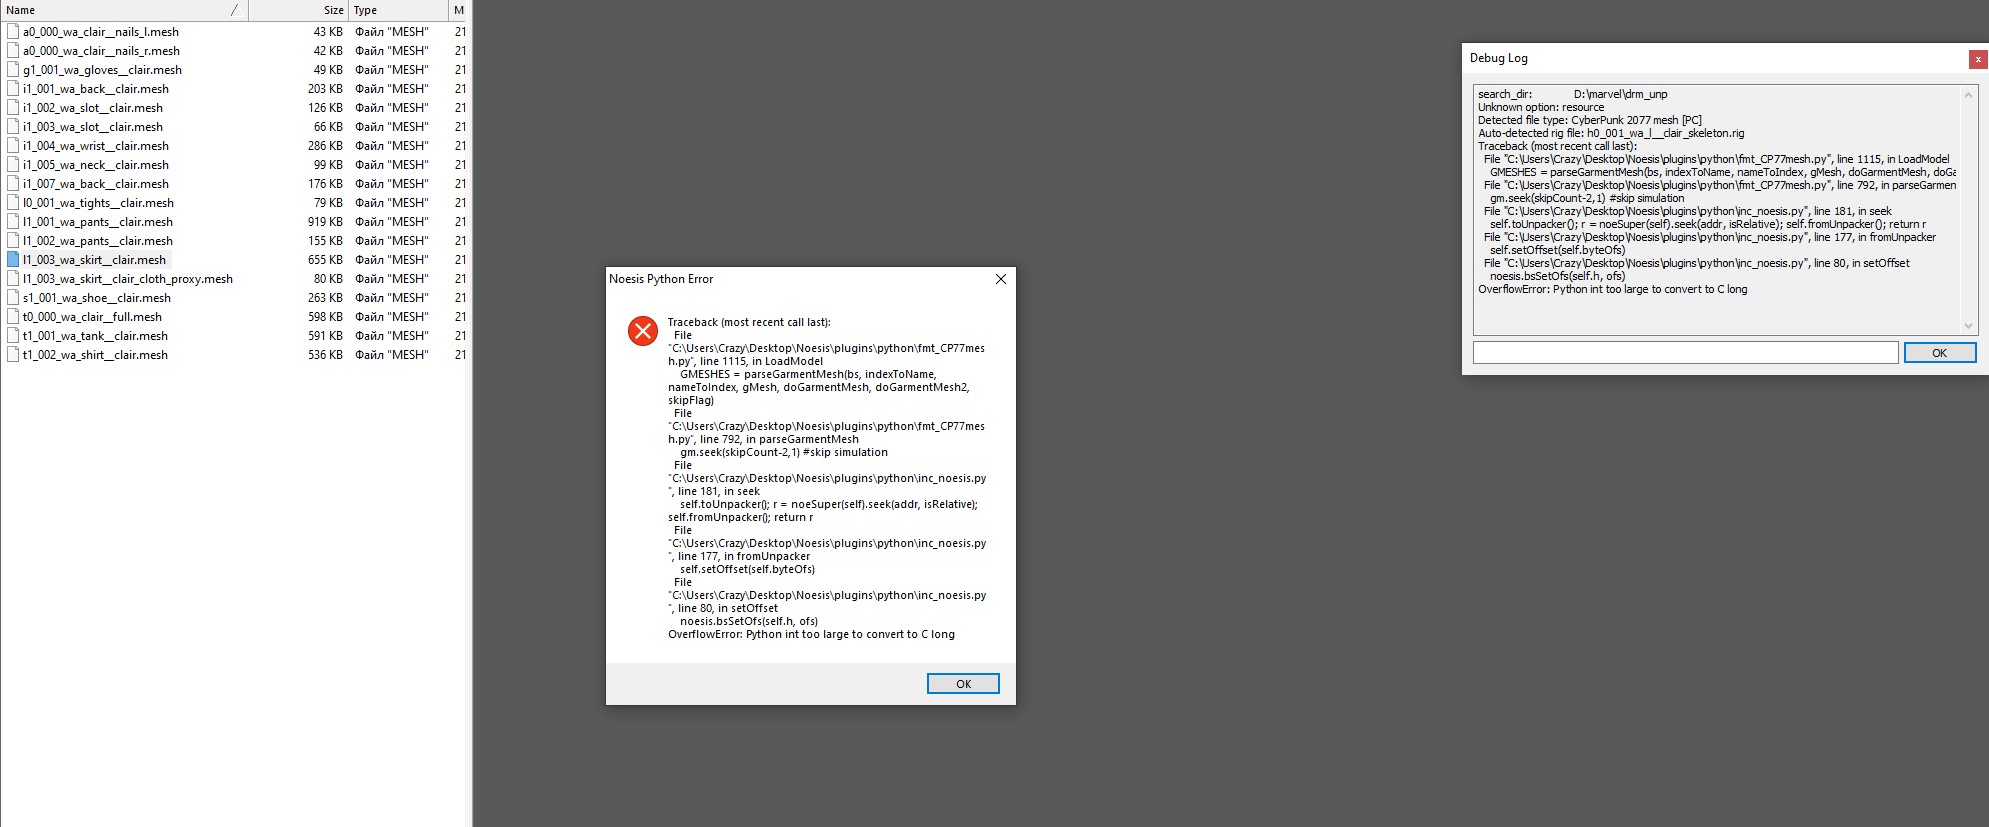 Name Size Type M
a0_000_wa_clair__nails_l.mesh 43 KB Файл "MESH" 21
a0_000_wa_clair__nails_r.mesh 42 KB Файл "MESH" 21
g1_001_wa_gloves__clair.mesh 49 KB Файл "MESH" 21
i1_001_wa_back__clair.mesh 203 KB Файл "MESH" 21
i1_002_wa_slot__clair.mesh 126 KB Файл "MESH" 21
i1_003_wa_slot__clair.mesh 66 KB Файл "MESH" 21
i1_004_wa_wrist__clair.mesh 286 KB Файл "MESH" 21
i1_005_wa_neck__clair.mesh 99 KB Файл "MESH" 21
i1_007_wa_back__clair.mesh 176 KB Файл "MESH" 21
l0_001_wa_tights__clair.mesh 79 KB Файл "MESH" 21
l1_001_wa_pants__clair.mesh 919 KB Файл "MESH" 21
l1_002_wa_pants__clair.mesh 155 KB Файл "MESH" 21
l1_003_wa_skirt__clair.mesh 655 KB Файл "MESH" 21
l1_003_wa_skirt__clair_cloth_proxy.mesh 80 KB Файл "MESH" 21
s1_001_wa_shoe__clair.mesh 263 KB Файл "MESH" 21
t0_000_wa_clair__full.mesh 598 KB Файл "MESH" 21
t1_001_wa_tank__clair.mesh 591 KB Файл "MESH" 21
t1_002_wa_shirt__clair.mesh 536 KB Файл "MESH" 21
Noesis Python Error
Traceback (most recent call last):
File
"C:\Users\Crazy\Desktop\Noesis\plugins\python\fmt_CP77mes
h.py", line 1115, in LoadModel
GMESHES = parseGarmentMesh(bs, indexToName,
nameToIndex, gMesh, doGarmentMesh, doGarmentMesh2,
skipFlag)
File
"C:\Users\Crazy\Desktop\Noesis\plugins\python\fmt_CP77mes
h.py", line 792, in parseGarmentMesh
gm.seek(skipCount-2,1) #skip simulation
File
"C:\Users\Crazy\Desktop\Noesis\plugins\python\inc_noesis.py
", line 181, in seek
self.toUnpacker(); r = noeSuper(self).seek(addr, isRelative);
self.fromUnpacker(); return r
File
"C:\Users\Crazy\Desktop\Noesis\plugins\python\inc_noesis.py
", line 177, in fromUnpacker
self.setOffset(self.byteOfs)
File
"C:\Users\Crazy\Desktop\Noesis\plugins\python\inc_noesis.py
", line 80, in setOffset
noesis.bsSetOfs(self.h, ofs)
OverflowError: Python int too large to convert to C long
OK
Debug Log
x
search_dir: D:\marvel\drm_unp
Unknown option: resource
Detected file type: CyberPunk 2077 mesh [PC]
Auto-detected rig file: h0_001_wa_l__clair_skeleton.rig
Traceback (most recent call last):
File "C:\Users\Crazy\Desktop\Noesis\plugins\python\fmt_CP77mesh.py", line 1115, in LoadModel
GMESHES = parseGarmentMesh(bs, indexToName, nameToIndex, gMesh, doGarmentMesh, doGa
File "C:\Users\Crazy\Desktop\Noesis\plugins\python\fmt_CP77mesh.py", line 792, in parseGarmen
gm.seek(skipCount-2,1) #skip simulation
File "C:\Users\Crazy\Desktop\Noesis\plugins\python\inc_noesis.py", line 181, in seek
self.toUnpacker(); r = noeSuper(self).seek(addr, isRelative); self.fromUnpacker(); return r
File "C:\Users\Crazy\Desktop\Noesis\plugins\python\inc_noesis.py", line 177, in fromUnpacker
self.setOffset(self.byteOfs)
File "C:\Users\Crazy\Desktop\Noesis\plugins\python\inc_noesis.py", line 80, in setOffset
noesis.bsSetOfs(self.h, ofs)
OverflowError: Python int too large to convert to C long
OK